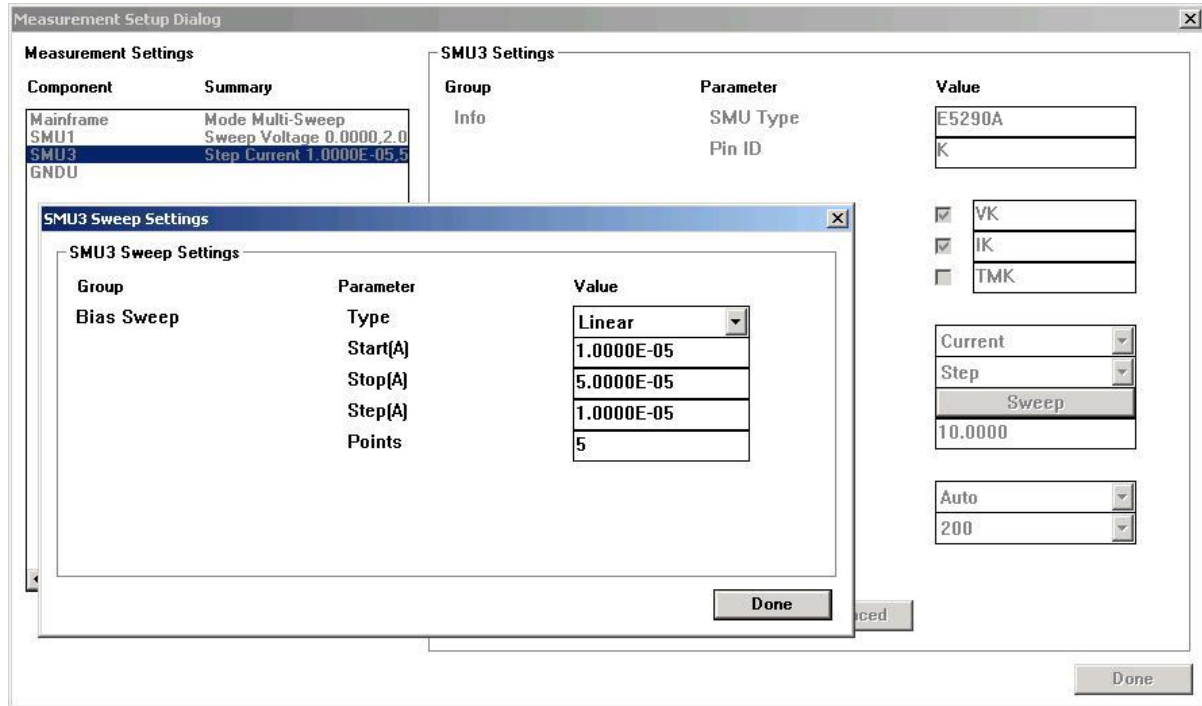 Measurement Setup Dialog
Measurement Settings
Component Summary
Mainframe Mode Multi-Sweep
SMU1 Sweep Voltage 0.0000,2.0
SMU3 Step Current 1.0000E-05,5
GNDU
SMU3 Settings
Group Parameter Value
Info SMU Type E5290A
Pin ID K
VK
IK
TMK
Current
Step
Sweep
10.0000
Auto
200
SMU3 Sweep Settings
SMU3 Sweep Settings
Group Parameter Value
Bias Sweep Type Linear
Start(A) 1.0000E-05
Stop(A) 5.0000E-05
Step(A) 1.0000E-05
Points 5
Done
Done